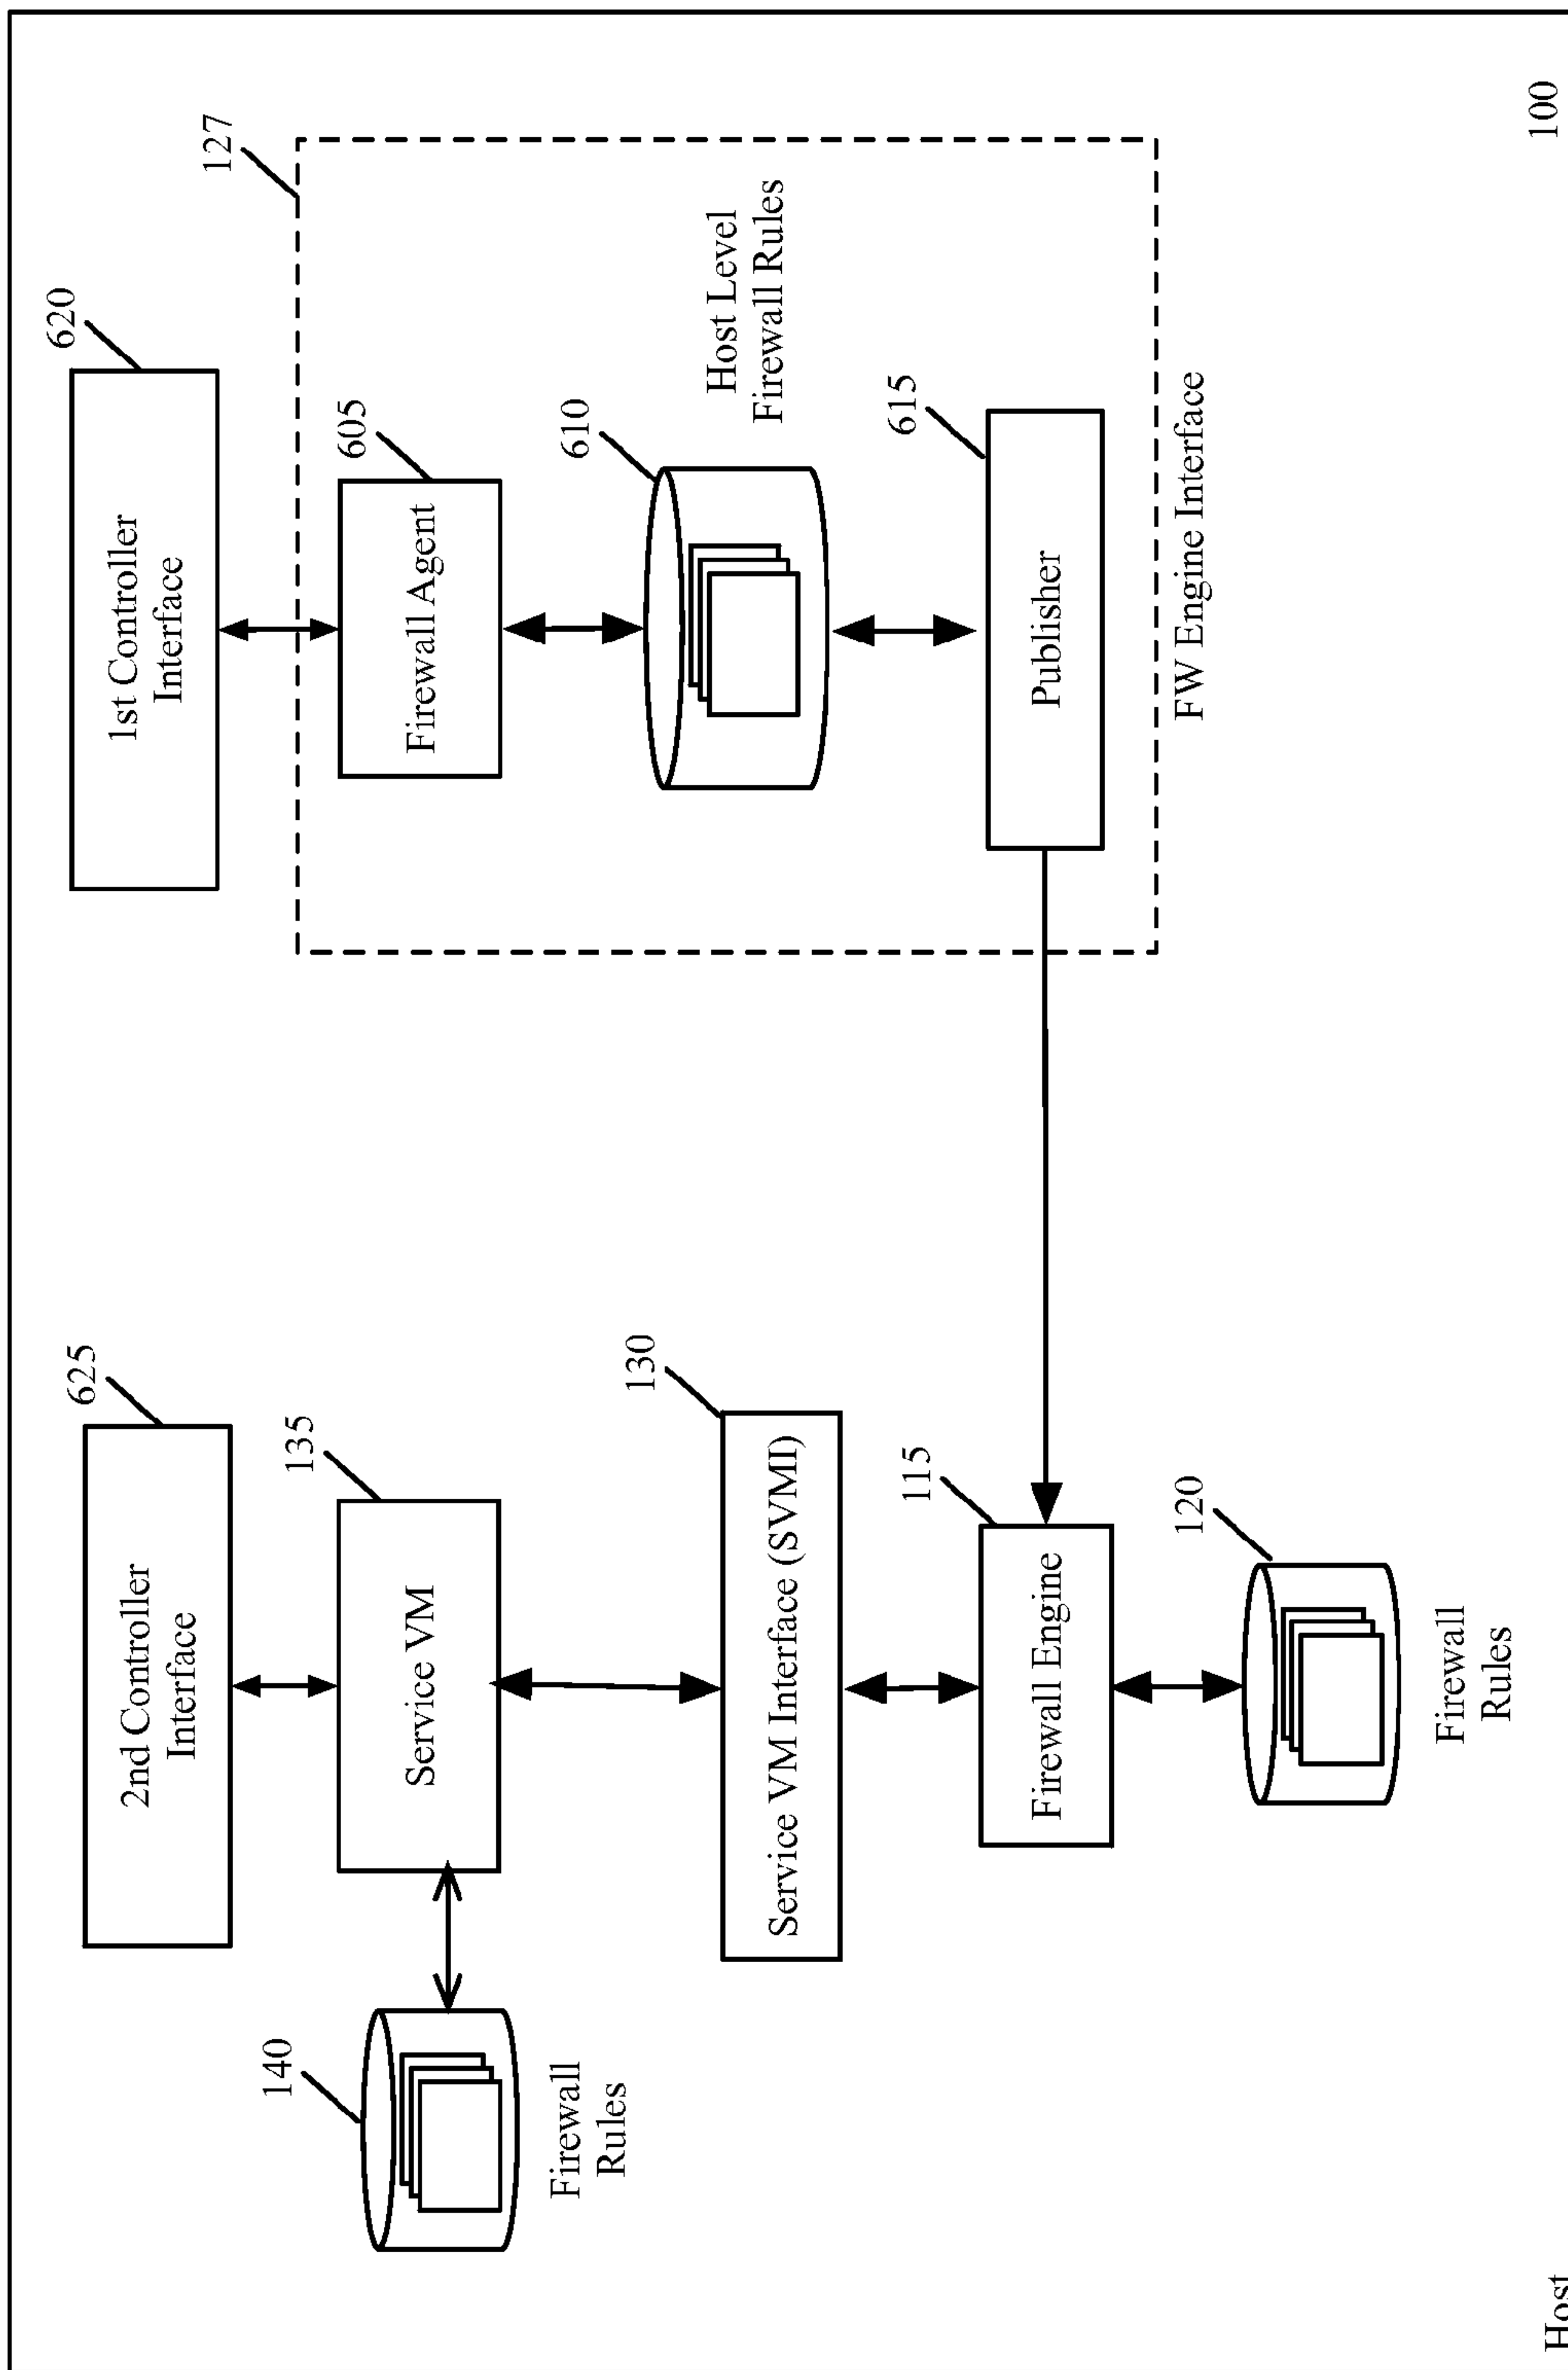 2nd Controller
Interface
625
1st Controller
Interface
620
127
140
Firewall
Rules
Service VM
135
Firewall Agent
605
610
Host Level
Firewall Rules
Service VM Interface (SVMI)
130
Firewall Engine
115
Publisher
615
FW Engine Interface
120
Firewall
Rules
Host
100